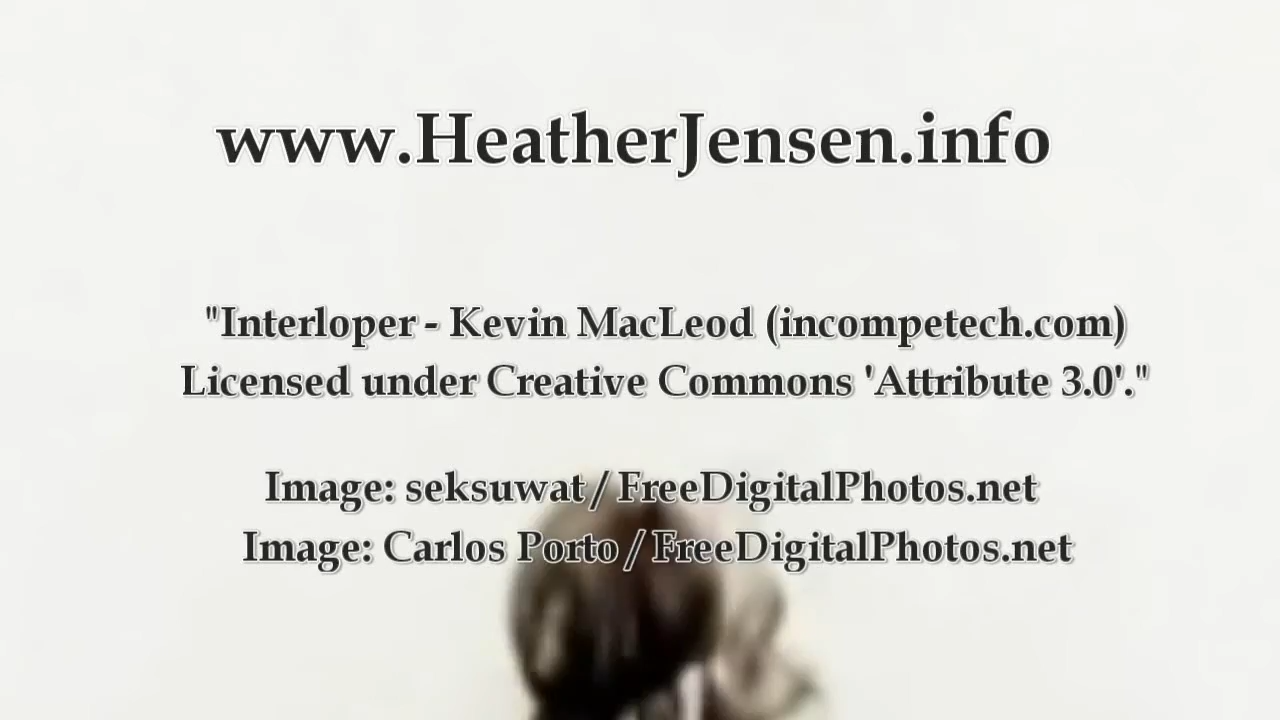 www.HeatherJensen.info
"Interloper - Kevin MacLeod (incompetech.com)
Licensed under Creative Commons 'Attribute 3.0'."
Image: seksuwat / FreeDigitalPhotos.net
Image: Carlos Porto / FreeDigitalPhotos.net